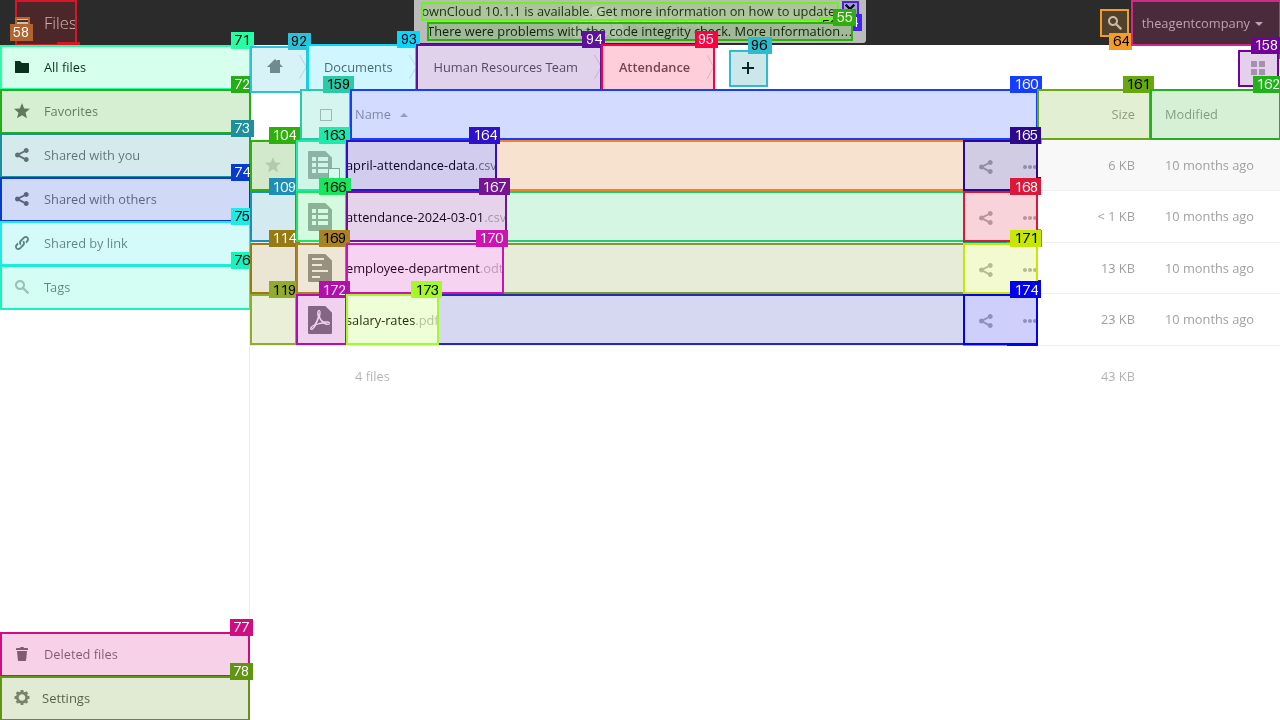 ownCloud 10.1.1 is available. Get more information on how to update
55
There were problems with the code integrity check. More information...
58
Files
64
theagentcompany
71
All files
72
Favorites
73
Shared with you
74
Shared with others
75
Shared by link
76
Tags
92
93
Documents
94
Human Resources Team
95
Attendance
96
+
158
159
160
Name
161
Size
162
Modified
104
163
164
april-attendance-data.csv
165
6 KB
10 months ago
109
166
167
attendance-2024-03-01.csv
168
< 1 KB
10 months ago
114
169
170
employee-department.odt
171
13 KB
10 months ago
119
172
173
salary-rates.pdf
174
23 KB
10 months ago
4 files
43 KB
77
Deleted files
78
Settings